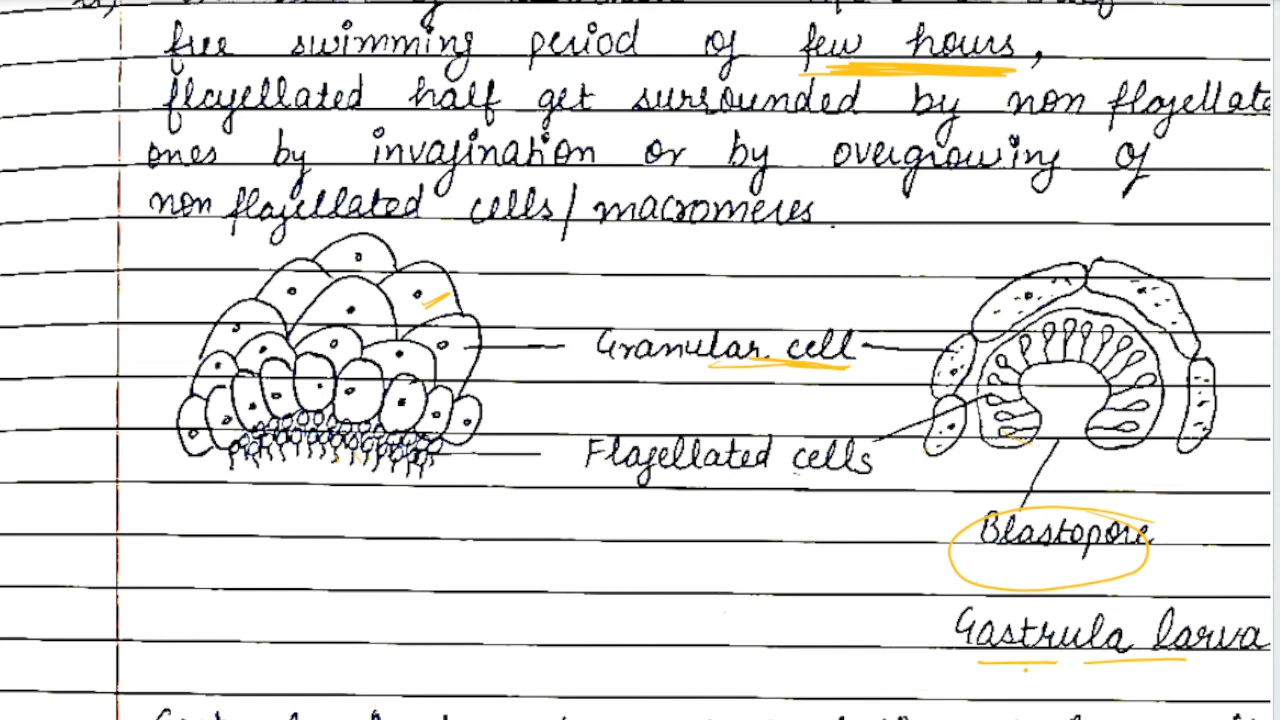 free swimming period of few hours,
flagellated half get surrounded by non flagellate
ones by invagination or by overgrowing of
non flagellated cells/macromeres.
Granular cell
Flagellated cells
Blastopore
Gastrula larva